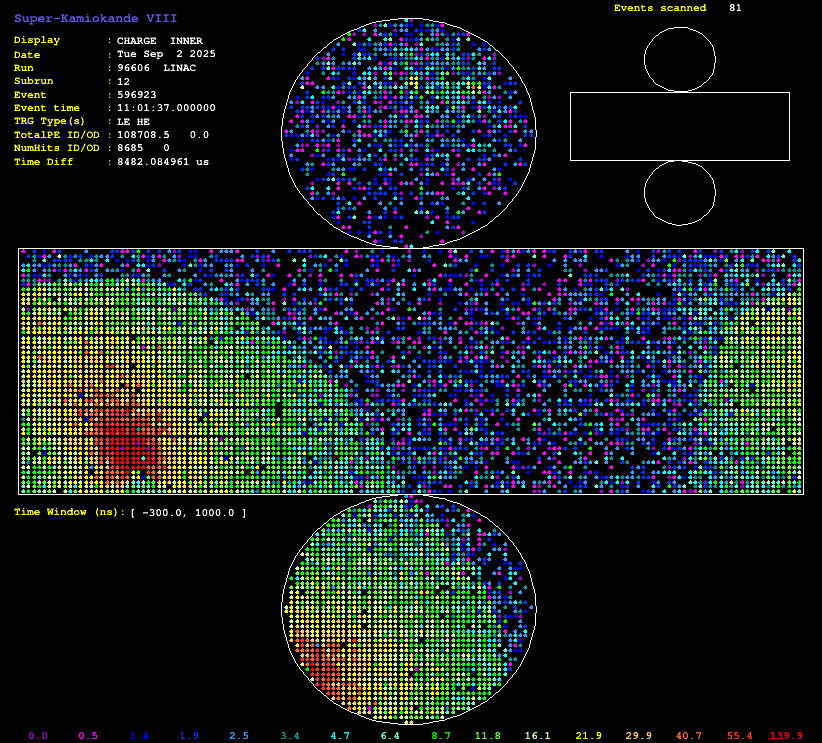 Super-Kamiokande VIII
Events scanned 81
Display : CHARGE INNER
Date : Tue Sep 2 2025
Run : 96606 LINAC
Subrun : 12
Event : 596923
Event time : 11:01:37.000000
TRG Type(s) : LE HE
TotalPE ID/OD : 108708.5 0.0
NumHits ID/OD : 8685 0
Time Diff : 8482.084961 us
Time Window (ns): [ -300.0, 1000.0 ]
0.0 0.5 1.4 1.9 2.5 3.4 4.7 6.4 8.7 11.8 16.1 21.9 29.9 40.7 55.4 139.9